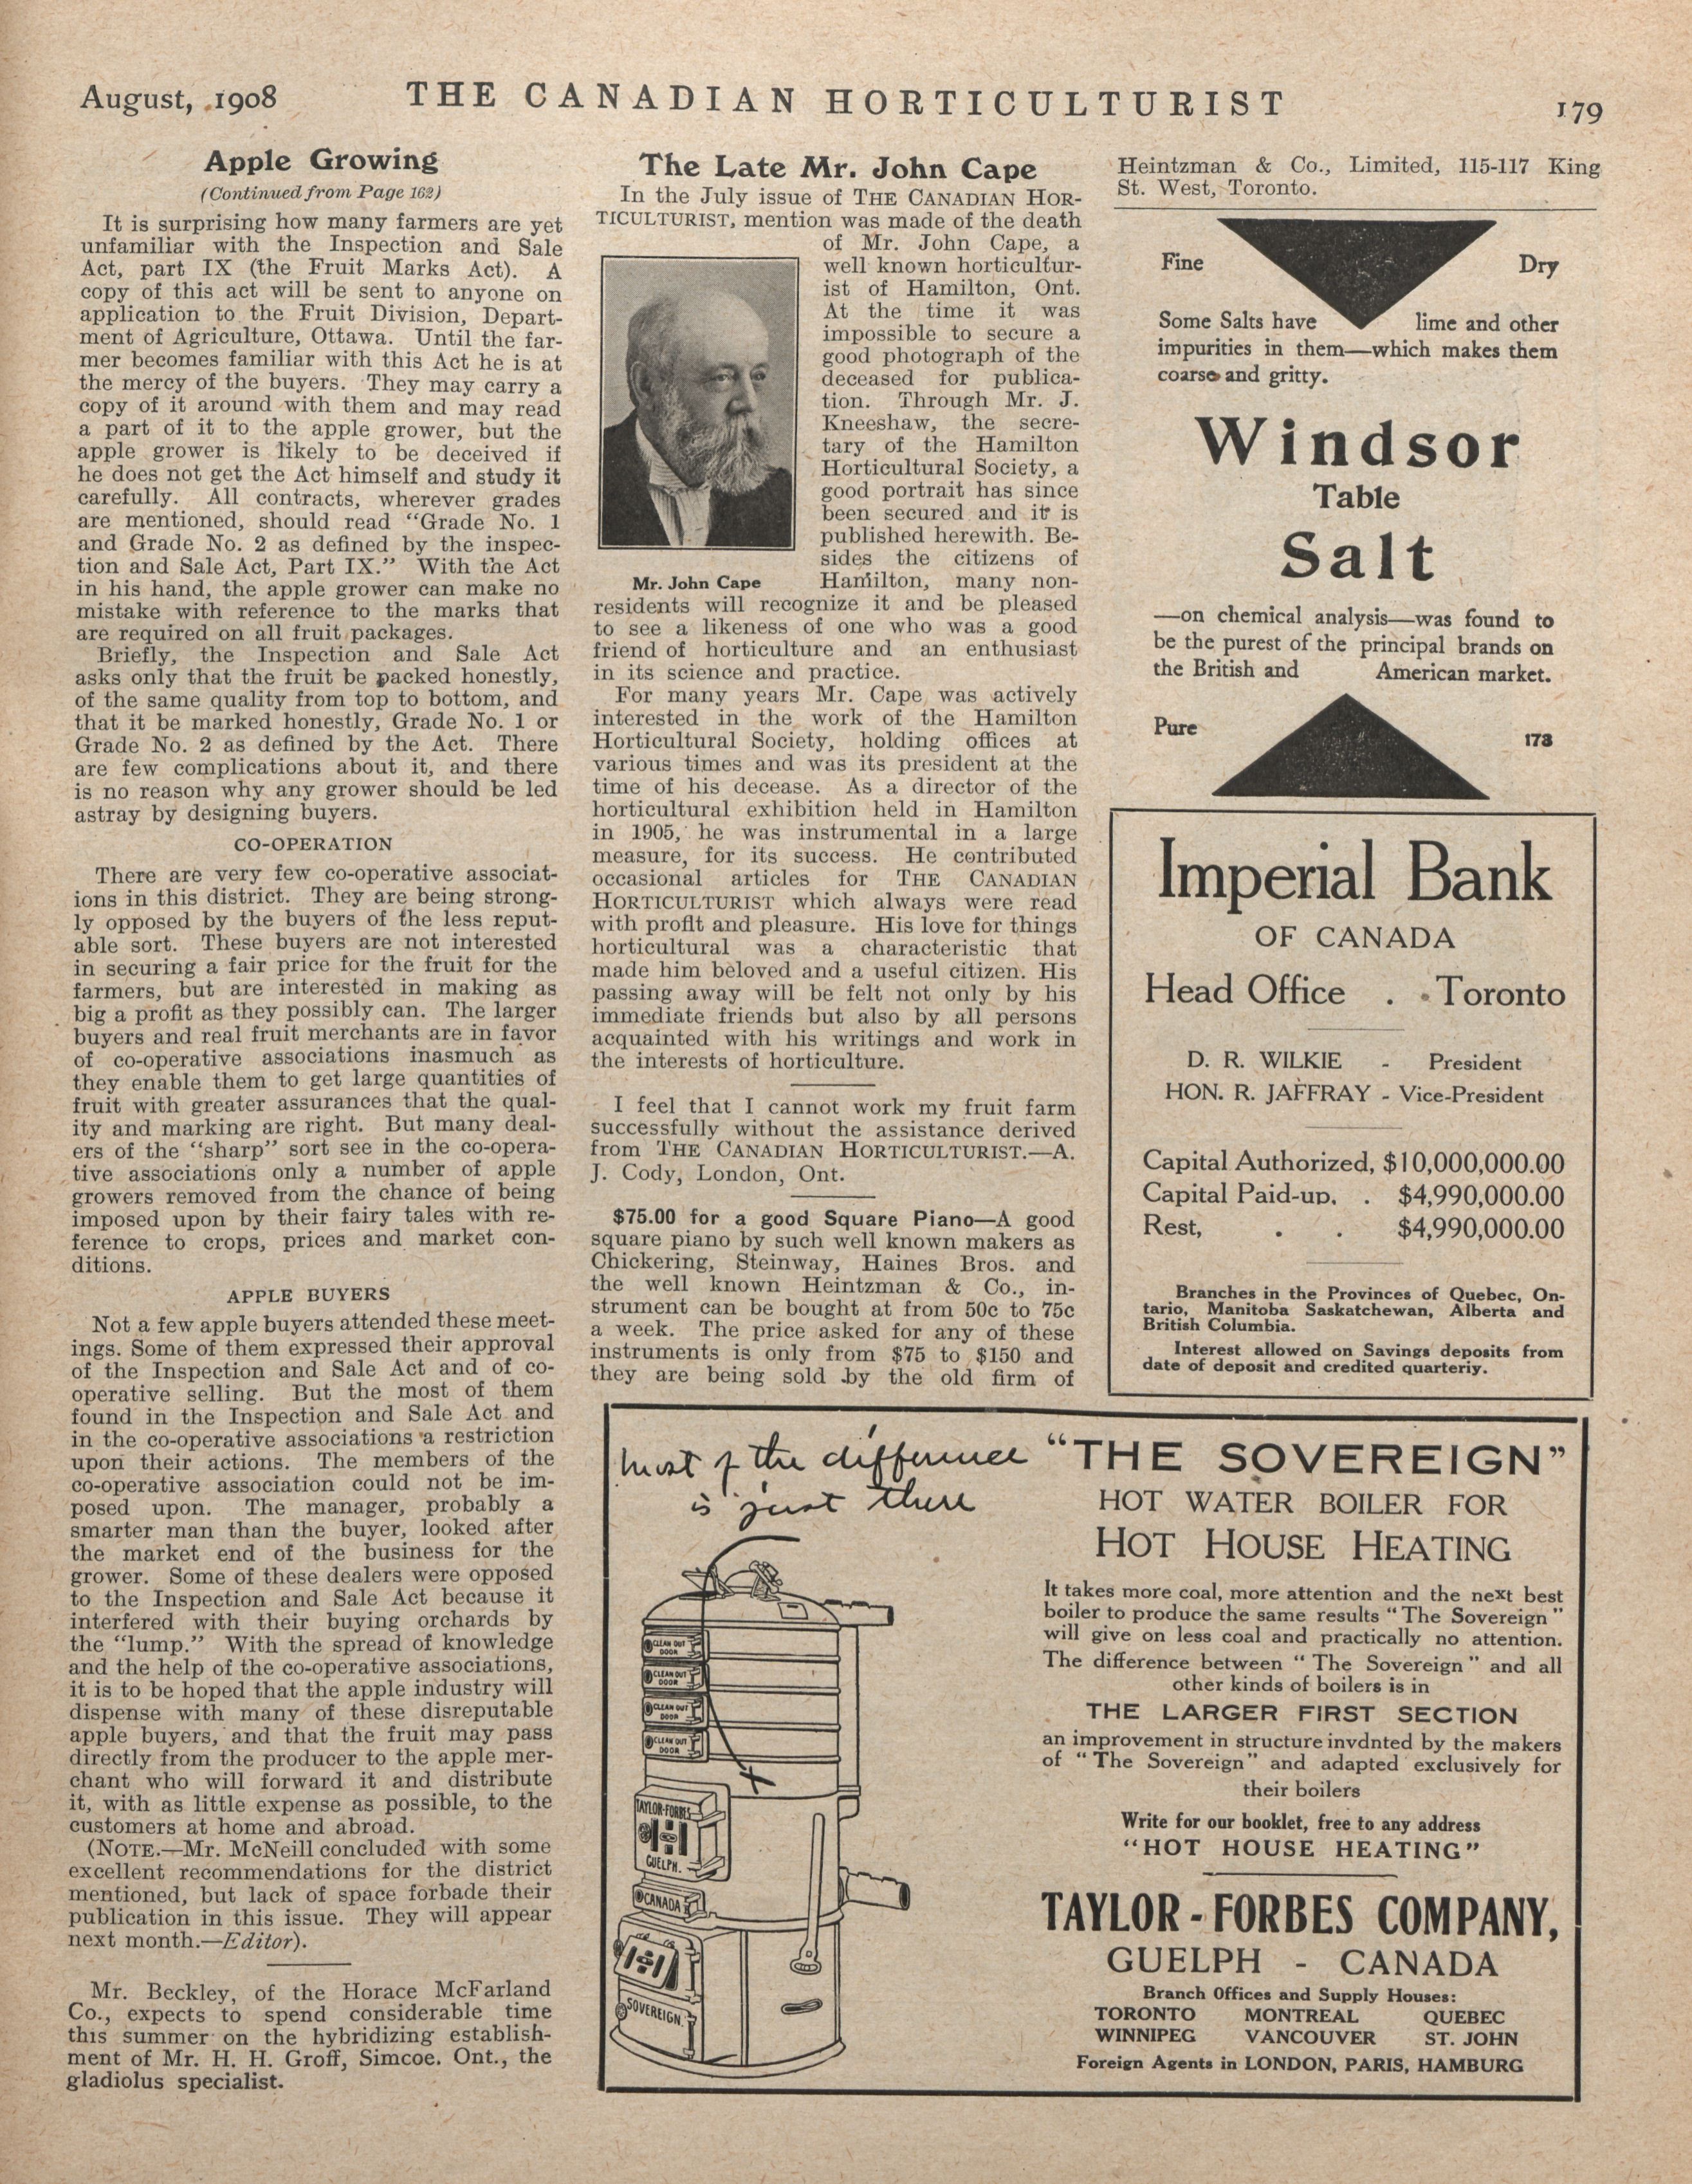 August, 1908
THE CANADIAN HORTICULTURIST
179
Apple Growing
(Continued from Page 162)
It is surprising how many farmers are yet
unfamiliar with the Inspection and Sale
Act, part IX (the Fruit Marks Act). A
copy of this act will be sent to anyone on
application to the Fruit Division, Depart-
ment of Agriculture, Ottawa. Until the far-
mer becomes familiar with this Act he is at
the mercy of the buyers. They may carry a
copy of it around with them and may read
a part of it to the apple grower, but the
apple grower is likely to be deceived if
he does not get the Act himself and study it
carefully. All contracts, wherever grades
are mentioned, should read "Grade No. 1
and Grade No. 2 as defined by the inspec-
tion and Sale Act, Part IX." With the Act
in his hand, the apple grower can make no
mistake with reference to the marks that
are required on all fruit packages.
Briefly, the Inspection and Sale Act
asks only that the fruit be packed honestly,
of the same quality from top to bottom, and
that it be marked honestly, Grade No. 1 or
Grade No. 2 as defined by the Act. There
are few complications about it, and there
is no reason why any grower should be led
astray by designing buyers.
CO-OPERATION
There are very few co-operative associat-
ions in this district. They are being strong-
ly opposed by the buyers of the less reput-
able sort. These buyers are not interested
in securing a fair price for the fruit for the
farmers, but are interested in making as
big a profit as they possibly can. The larger
buyers and real fruit merchants are in favor
of co-operative associations inasmuch as
they enable them to get large quantities of
fruit with greater assurances that the qual-
ity and marking are right. But many deal-
ers of the "sharp" sort see in the co-opera-
tive associations only a number of apple
growers removed from the chance of being
imposed upon by their fairy tales with re-
ference to crops, prices and market con-
ditions.
APPLE BUYERS
Not a few apple buyers attended these meet-
ings. Some of them expressed their approval
of the Inspection and Sale Act and of co-
operative selling. But the most of them
found in the Inspection and Sale Act and
in the co-operative associations a restriction
upon their actions. The members of the
co-operative association could not be im-
posed upon. The manager, probably a
smarter man than the buyer, looked after
the market end of the business for the
grower. Some of these dealers were opposed
to the Inspection and Sale Act because it
interfered with their buying orchards by
the "lump." With the spread of knowledge
and the help of the co-operative associations,
it is to be hoped that the apple industry will
dispense with many of these disreputable
apple buyers, and that the fruit may pass
directly from the producer to the apple mer-
chant who will forward it and distribute
it, with as little expense as possible, to the
customers at home and abroad.
(NOTE.—Mr. McNeill concluded with some
excellent recommendations for the district
mentioned, but lack of space forbade their
publication in this issue. They will appear
next month.—Editor).
Mr. Beckley, of the Horace McFarland
Co., expects to spend considerable time
this summer on the hybridizing establish-
ment of Mr. H. H. Groff, Simcoe. Ont., the
gladiolus specialist.
The Late Mr. John Cape
In the July issue of THE CANADIAN HOR-
TICULTURIST, mention was made of the death
of Mr. John Cape, a
well known horticultur-
ist of Hamilton, Ont.
At the time it was
impossible to secure a
good photograph of the
deceased for publica-
tion. Through Mr. J.
Kneeshaw, the secre-
tary of the Hamilton
Horticultural Society, a
good portrait has since
been secured and it is
published herewith. Be-
sides the citizens of
Mr. John Cape
Hamilton, many non-
residents will recognize it and be pleased
to see a likeness of one who was a good
friend of horticulture and an enthusiast
in its science and practice.
For many years Mr. Cape was actively
interested in the work of the Hamilton
Horticultural Society, holding offices at
various times and was its president at the
time of his decease. As a director of the
horticultural exhibition held in Hamilton
in 1905, he was instrumental in a large
measure, for its success. He contributed
occasional articles for THE CANADIAN
HORTICULTURIST which always were read
with profit and pleasure. His love for things
horticultural was a characteristic that
made him beloved and a useful citizen. His
passing away will be felt not only by his
immediate friends but also by all persons
acquainted with his writings and work in
the interests of horticulture.
I feel that I cannot work my fruit farm
successfully without the assistance derived
from THE CANADIAN HORTICULTURIST.—A.
J. Cody, London, Ont.
$75.00 for a good Square Piano—A good
square piano by such well known makers as
Chickering, Steinway, Haines Bros. and
the well known Heintzman & Co., in-
strument can be bought at from 50c to 75c
a week. The price asked for any of these
instruments is only from $75 to $150 and
they are being sold by the old firm of
Heintzman & Co., Limited, 115-117 King
St. West, Toronto.
Fine
Dry
Some Salts have lime and other
impurities in them—which makes them
coarse and gritty.
Windsor
Table
Salt
—on chemical analysis—was found to
be the purest of the principal brands on
the British and American market.
Pure
173
Imperial Bank
OF CANADA
Head Office . . Toronto
D. R. WILKIE - President
HON. R. JAFFRAY - Vice-President
Capital Authorized, $10,000,000.00
Capital Paid-up. . $4,990,000.00
Rest, . . $4,990,000.00
Branches in the Provinces of Quebec, On-
tario, Manitoba Saskatchewan, Alberta and
British Columbia.
Interest allowed on Savings deposits from
date of deposit and credited quarteriy.
most of the difference
is just there
CLEAN OUT
DOOR
CLEAN OUT
DOOR
CLEAN OUT
DOOR
CLEAN OUT
DOOR
TAYLOR-FORBES
GUELPH.
CANADA
SOVEREIGN.
"THE SOVEREIGN"
HOT WATER BOILER FOR
HOT HOUSE HEATING
It takes more coal, more attention and the next best
boiler to produce the same results "The Sovereign"
will give on less coal and practically no attention.
The difference between "The Sovereign" and all
other kinds of boilers is in
THE LARGER FIRST SECTION
an improvement in structure invdnted by the makers
of "The Sovereign" and adapted exclusively for
their boilers
Write for our booklet, free to any address
"HOT HOUSE HEATING"
TAYLOR-FORBES COMPANY,
GUELPH - CANADA
Branch Offices and Supply Houses:
TORONTO MONTREAL QUEBEC
WINNIPEG VANCOUVER ST. JOHN
Foreign Agents in LONDON, PARIS, HAMBURG